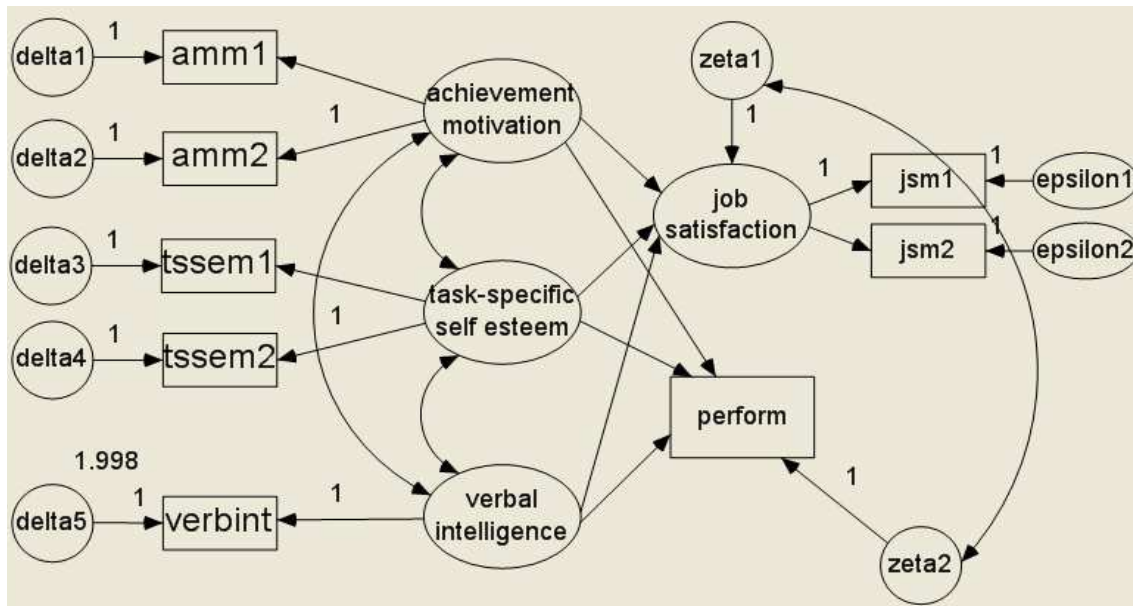 delta1
1
amm1
delta2
1
amm2
delta3
1
tssem1
delta4
1
tssem2
1.998
delta5
1
verbint
1
1
1
achievement
motivation
task-specific
self esteem
verbal
intelligence
zeta1
1
job
satisfaction
1
jsm1
1
epsilon1
jsm2
1
epsilon2
perform
1
zeta2